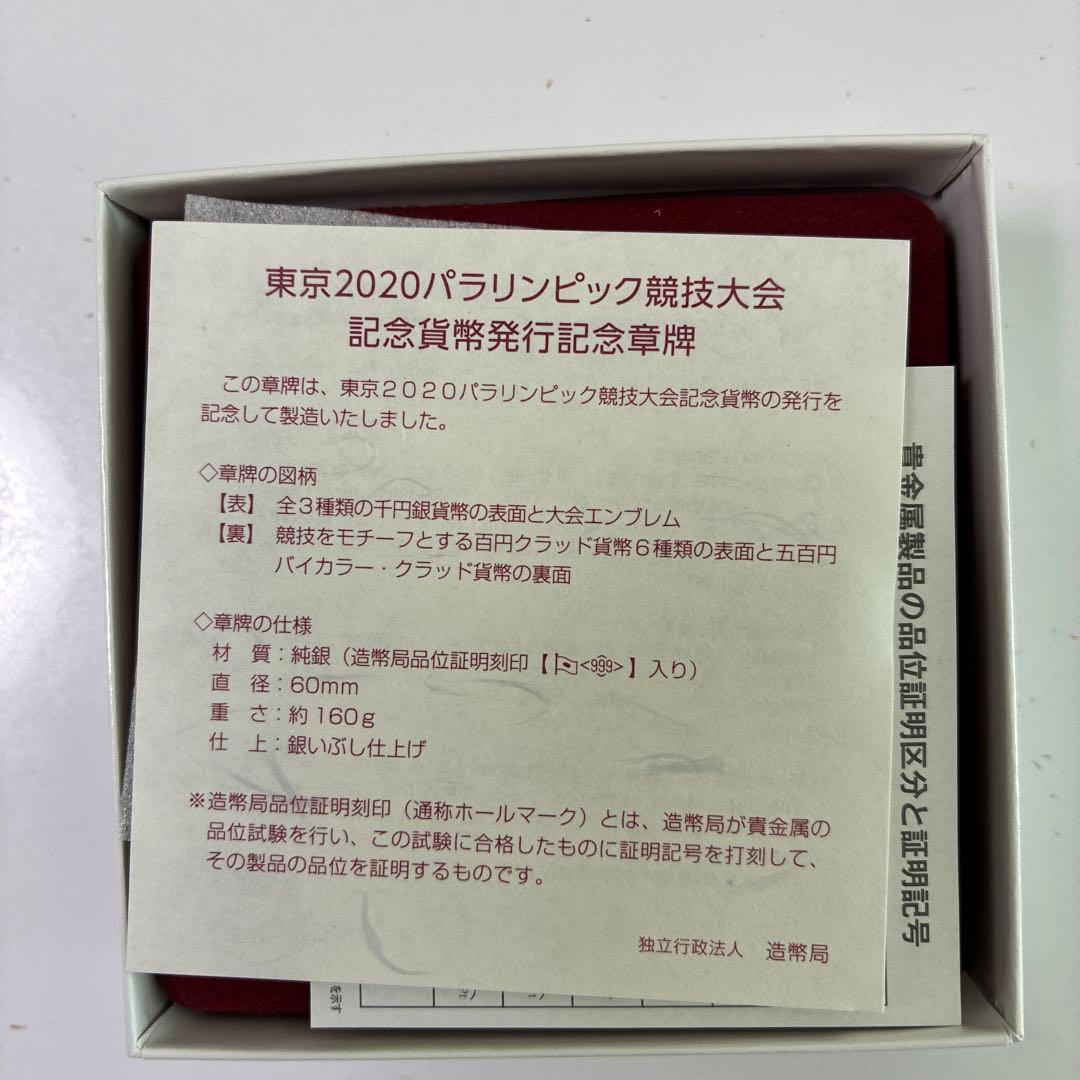 東京2020パラリンピック競技大会
記念貨幣発行記念章牌
この章牌は、東京2020パラリンピック競技大会記念貨幣の発行を
記念して製造いたしました。
◇章牌の図柄
【表】 全3種類の千円銀貨幣の表面と大会エンブレム
【裏】 競技をモチーフとする百円クラッド貨幣6種類の表面と五百円
バイカラー・クラッド貨幣の裏面
◇章牌の仕様
材 質：純銀（造幣局品位証明刻印【<999>】入り）
直 径：60mm
重 さ：約160g
仕 上：銀いぶし仕上げ
※造幣局品位証明刻印（通称ホールマーク）とは、造幣局が貴金属の
品位試験を行い、この試験に合格したものに証明記号を打刻して、
その製品の品位を証明するものです。
独立行政法人 造幣局
貴金属製品の品位証明区分と証明記号
を示す